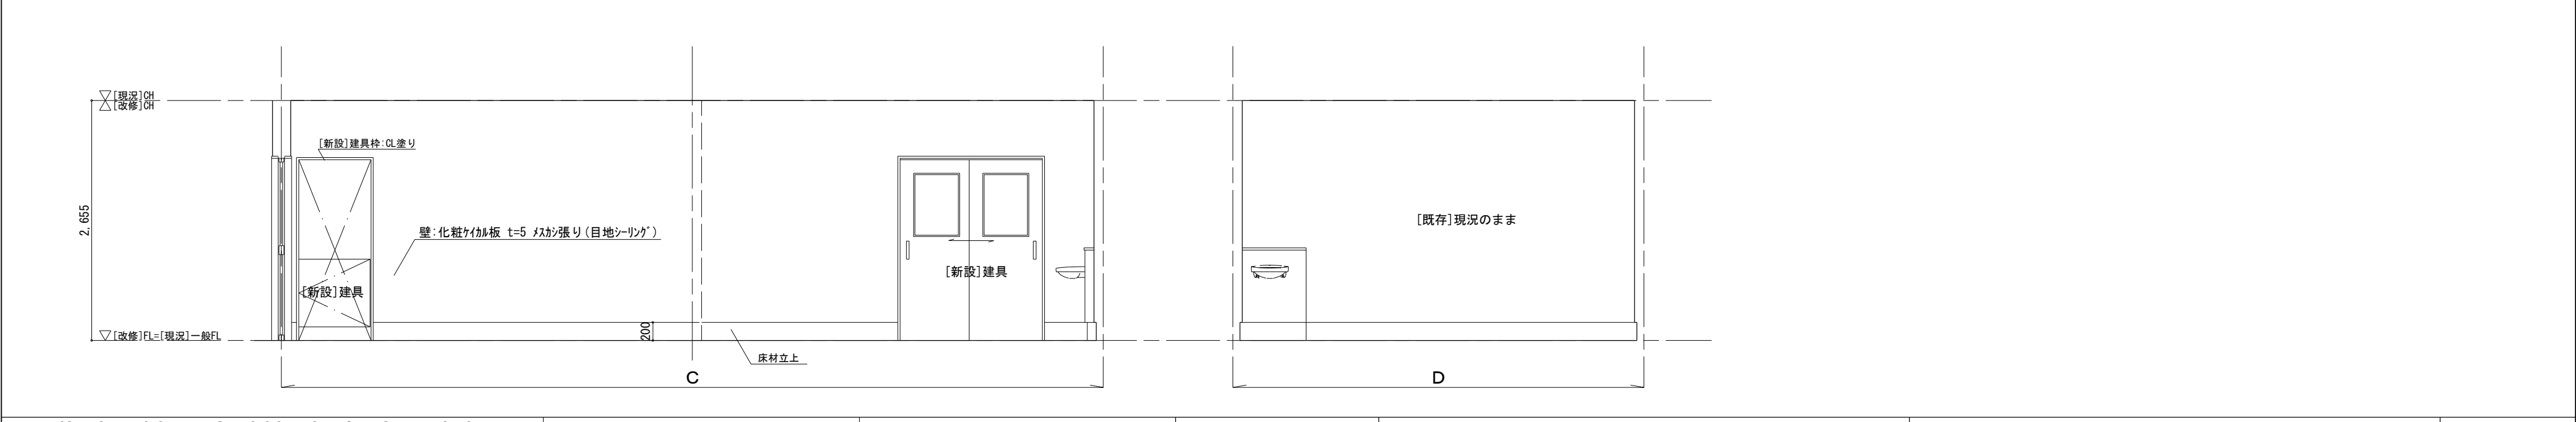 [現況]CH
[改修]CH
[新設]建具枠:CL塗り
2,655
壁:化粧ケイカル板 t=5 メスカシ張り(目地シーリング)
[既存]現況のまま
[新設]建具
[新設]建具
[改修]FL=[現況]一般FL
200
床材立上
C
D